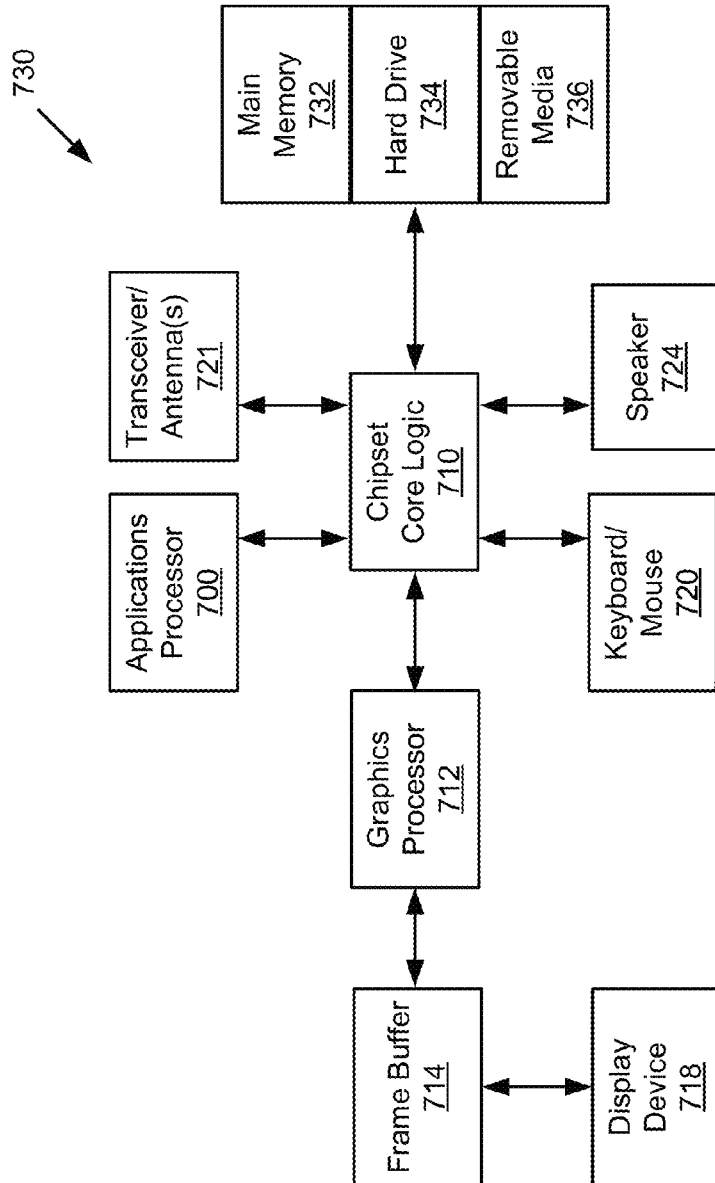 730
Applications
Processor
700
Transceiver/
Antenna(s)
721
Main
Memory
732
Frame Buffer
714
Graphics
Processor
712
Chipset
Core Logic
710
Hard Drive
734
Display
Device
718
Keyboard/
Mouse
720
Speaker
724
Removable
Media
736